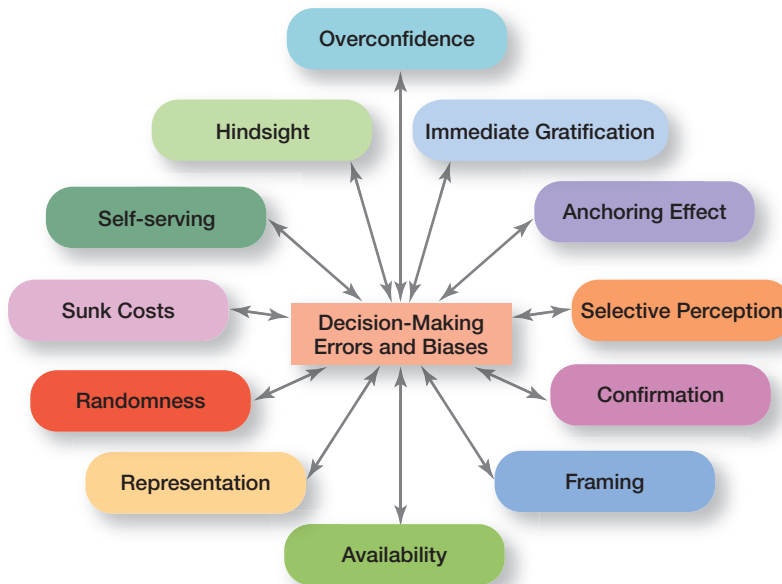 Overconfidence
Hindsight
Immediate Gratification
Self-serving
Anchoring Effect
Sunk Costs
Decision-Making
Errors and Biases
Selective Perception
Randomness
Confirmation
Representation
Framing
Availability